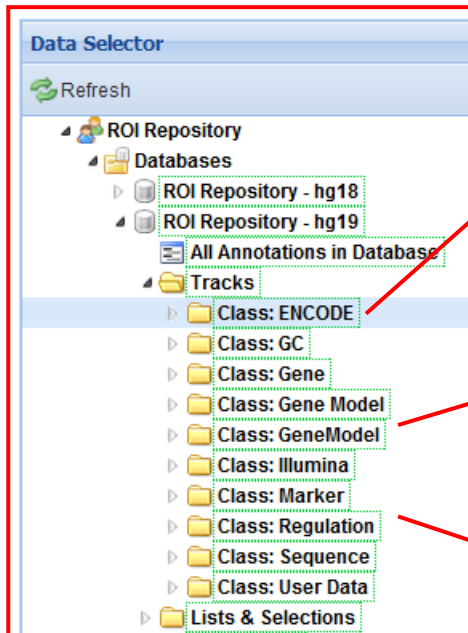 Data Selector
Refresh
ROI Repository
Databases
ROI Repository - hg18
ROI Repository - hg19
All Annotations in Database
Tracks
Class: ENCODE
Class: GC
Class: Gene
Class: Gene Model
Class: GeneModel
Class: Illumina
Class: Marker
Class: Regulation
Class: Sequence
Class: User Data
Lists & Selections